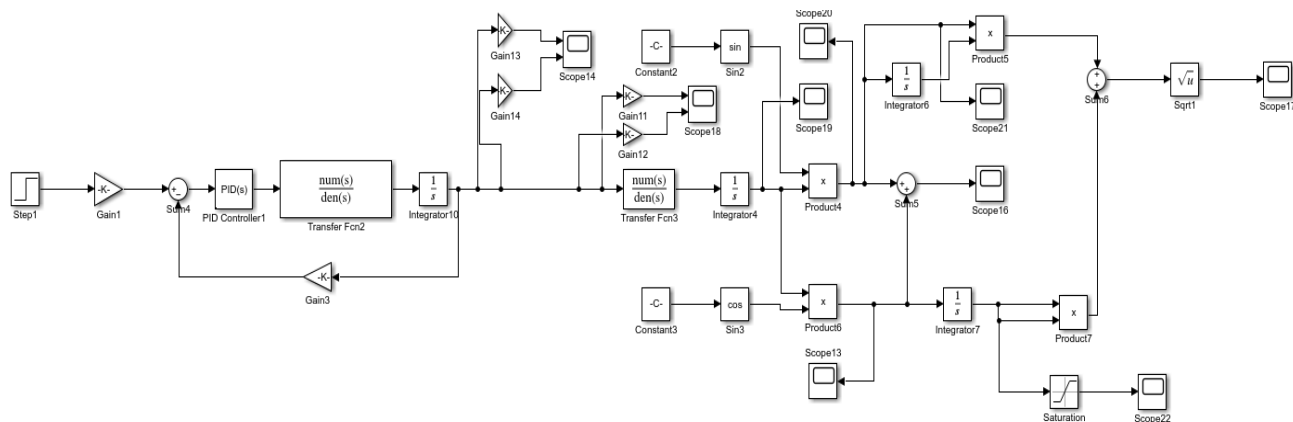 Scope20
-K-
Gain13
Scope14
-C-
Constant2
sin
Sin2
x
Product5
1
s
Integrator6
-K-
Gain14
-K-
Gain11
Scope18
-K-
Gain12
Scope19
Scope21
+
+
Sum6
√u
Sqrt1
Scope17
Step1
-K-
Gain1
+
−
Sum4
PID(s)
PID Controller1
num(s)
den(s)
Transfer Fcn2
1
s
Integrator10
num(s)
den(s)
Transfer Fcn3
1
s
Integrator4
x
Product4
+
+
Sum5
Scope16
-K-
Gain3
-C-
Constant3
cos
Sin3
x
Product6
1
s
Integrator7
x
Product7
Scope13
Saturation
Scope22